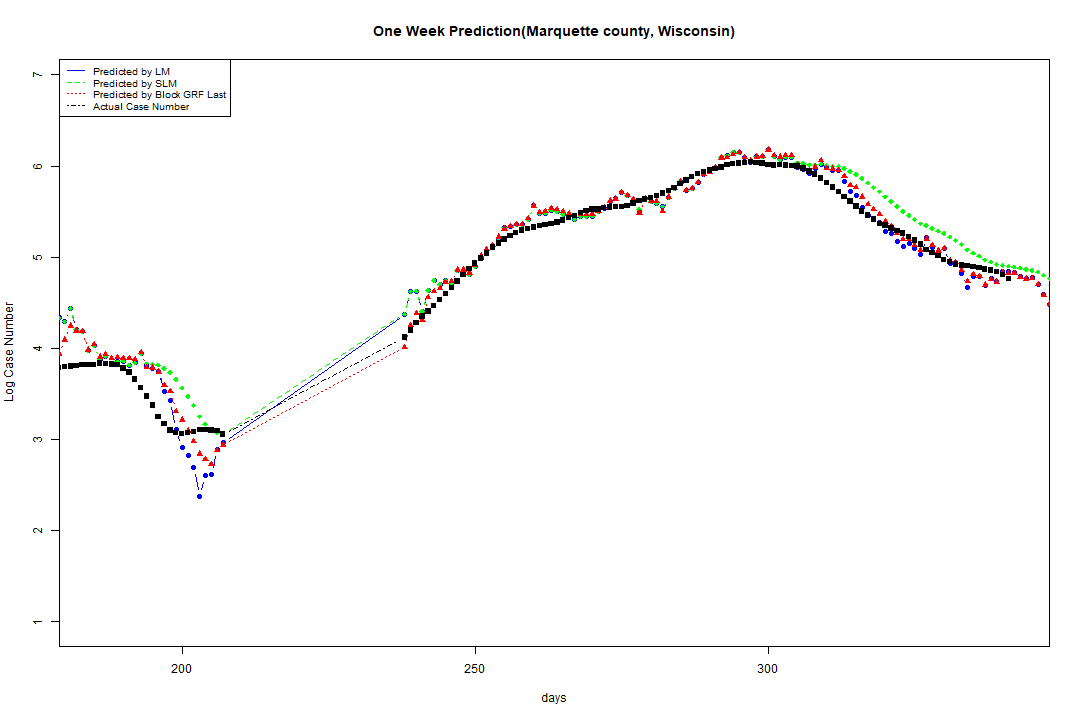 One Week Prediction(Marquette county, Wisconsin)
Predicted by LM
Predicted by SLM
Predicted by Block GRF Last
Actual Case Number
7
6
5
4
3
2
1
Log Case Number
200
250
300
days